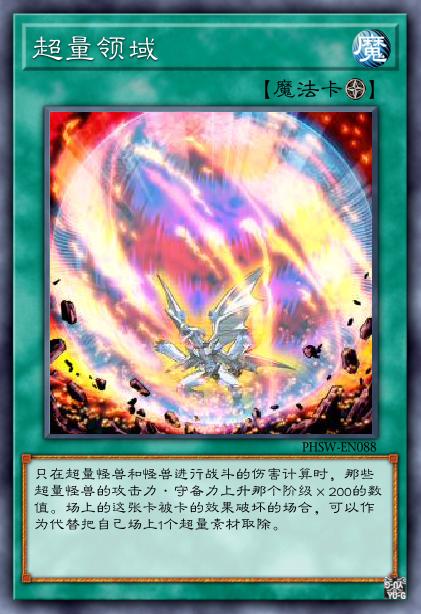 超量领域
魔
【魔法卡】
PHSW-EN088
只在超量怪兽和怪兽进行战斗的伤害计算时，那些
超量怪兽的攻击力·守备力上升那个阶级×200的数
值。场上的这张卡被卡的效果破坏的场合，可以作
为代替把自己场上1个超量素材取除。